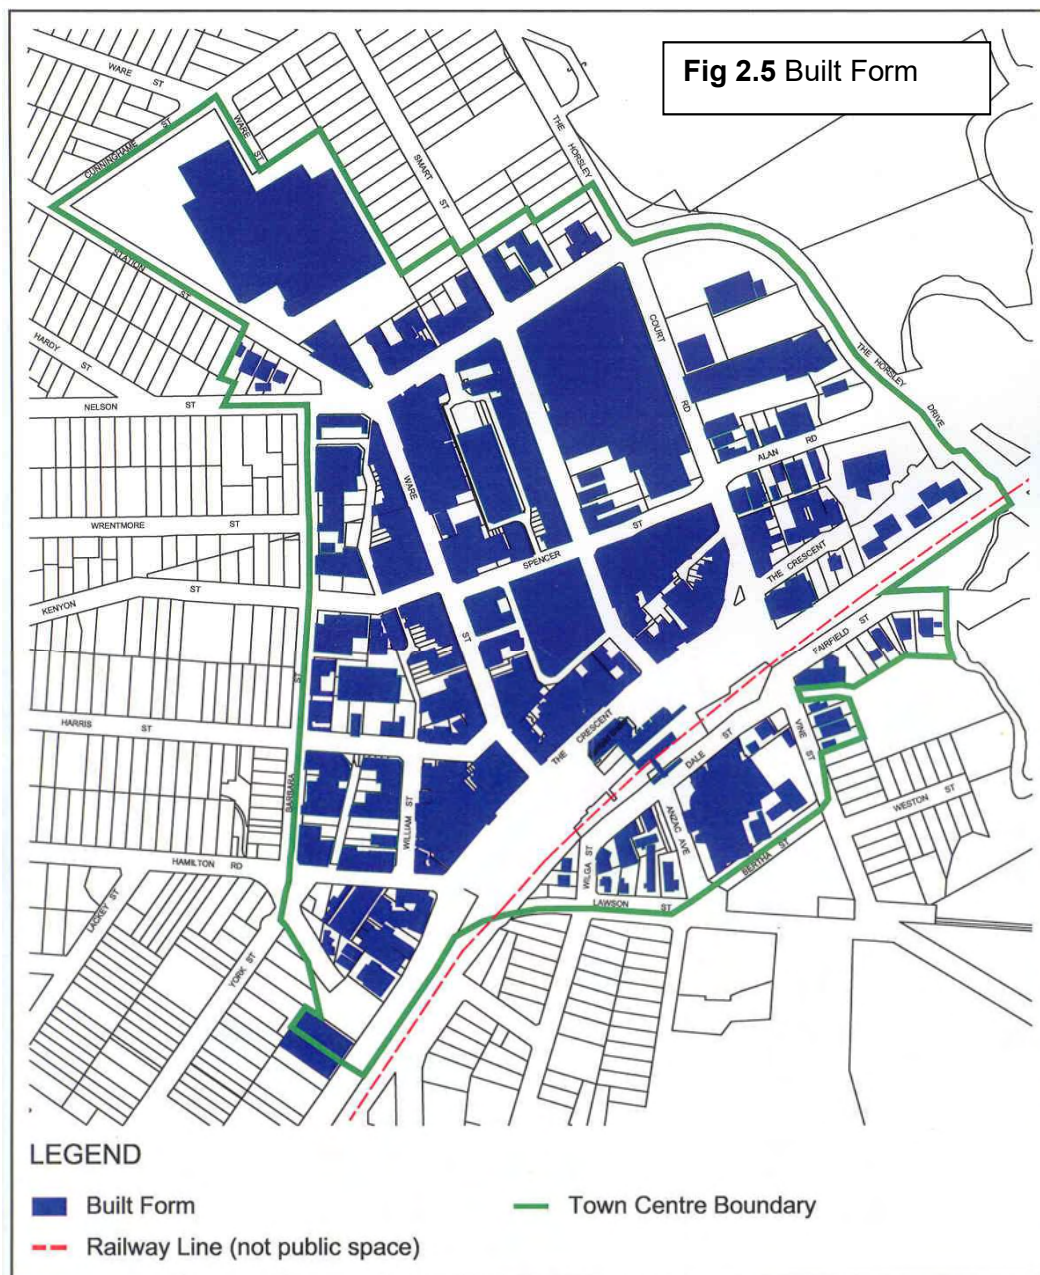 Fig 2.5 Built Form
WARE ST
CUNNINGHAME ST
WARE ST
SMART ST
THE HORSLEY
STATION ST
HARDY ST
NELSON ST
COURT RD
THE HORSLEY DRIVE
WARE ST
ALAN RD
WRENTMORE ST
SPENCER ST
THE CRESCENT
KENYON ST
FAIRFIELD ST
HARRIS ST
THE CRESCENT
DALE ST
VINE ST
BARBARA ST
WILLIAM ST
ANZAC AVE
WESTON ST
HAMILTON RD
WILGA ST
BERTHA ST
LACKEY ST
LAWSON ST
YORK ST
LEGEND
Built Form
Town Centre Boundary
Railway Line (not public space)